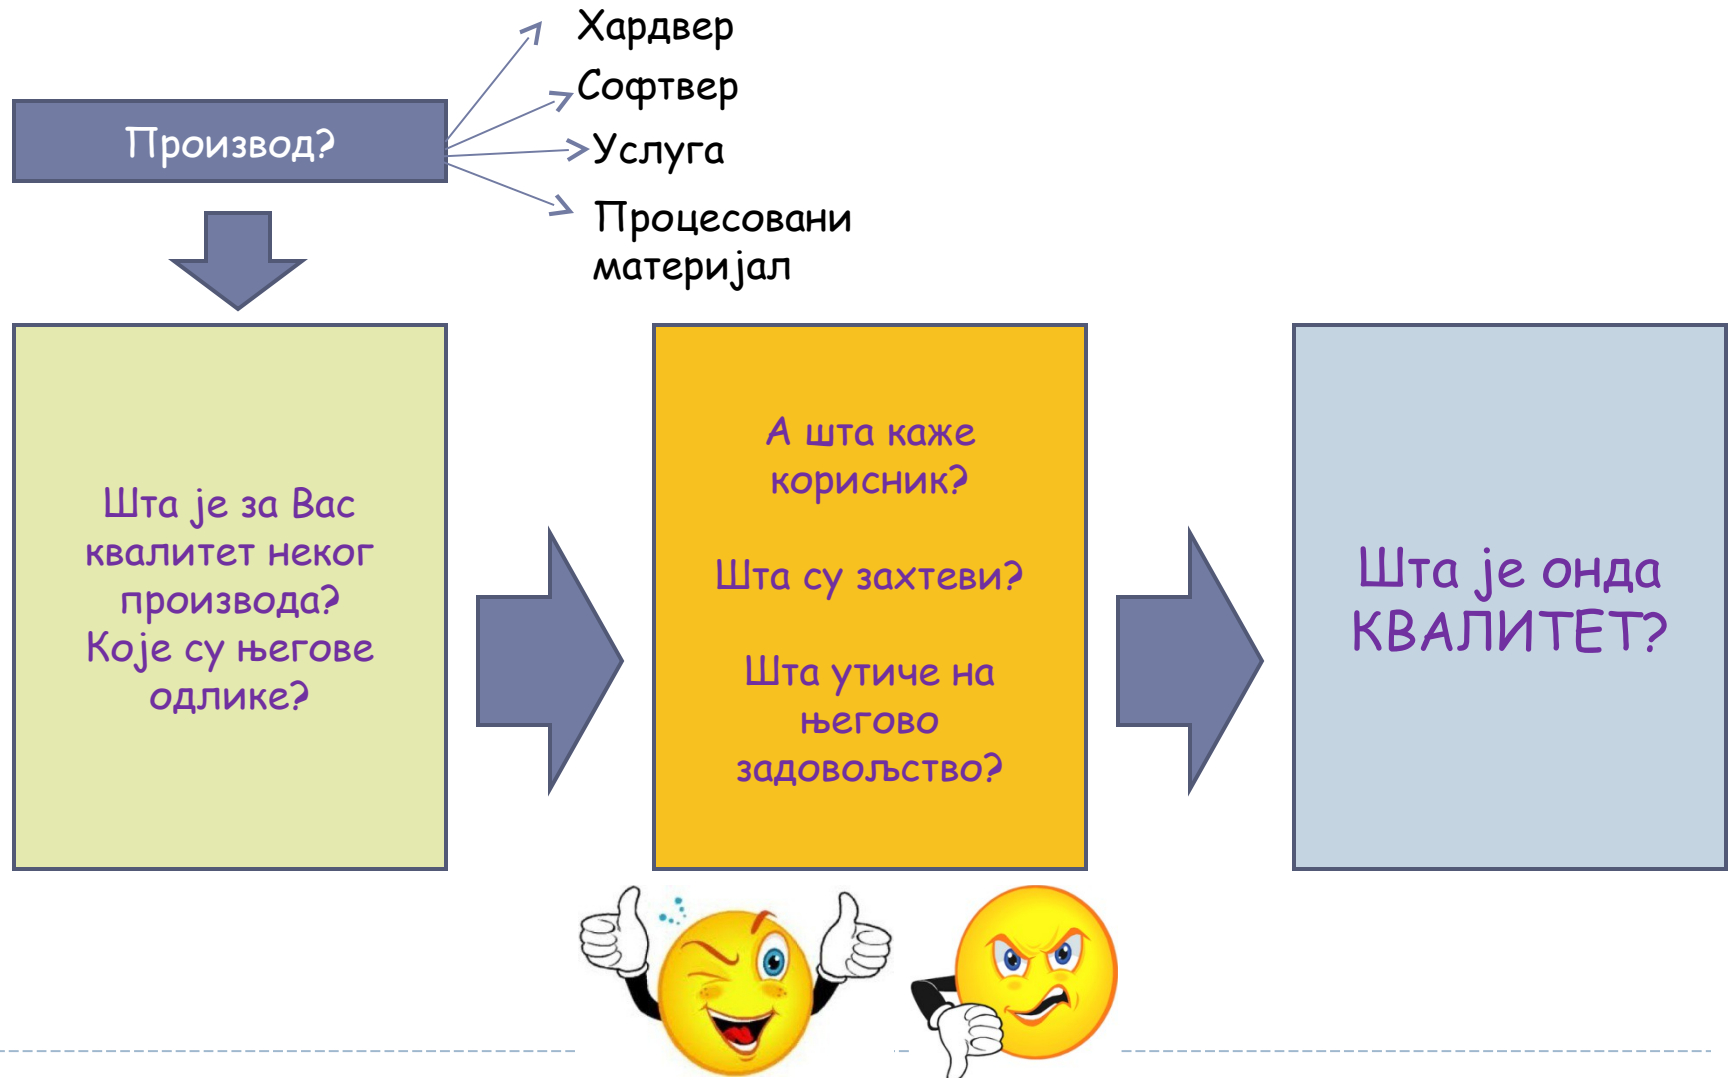 Хардвер
Софтвер
Производ?
Услуга
Процесовани
материјал
Шта је за Вас
квалитет неког
производа?
Које су његове
одлике?
А шта каже
корисник?
Шта су захтеви?
Шта утиче на
његово
задовољство?
Шта је онда
КВАЛИТЕТ?